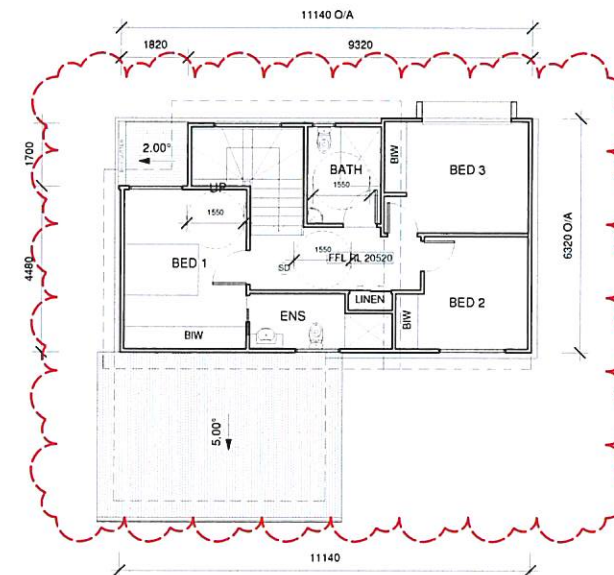 11140 O/A
1820
9320
1700
2.00°
UP
BATH
1550
BIW
BED 3
1550
4480
6320 O/A
1550
BED 1
SD
FFL RL 20520
BED 2
LINEN
ENS
BIW
BIW
5.00°
11140